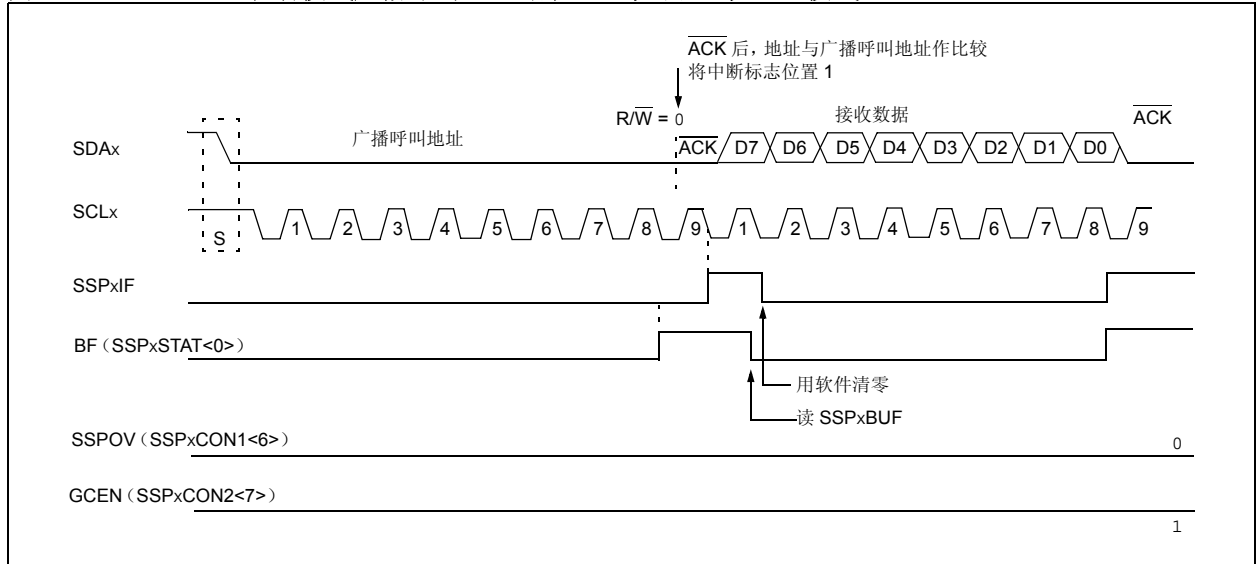 ACK 后，地址与广播呼叫地址作比较
将中断标志位置 1
R/W = 0
接收数据
ACK
SDAx
广播呼叫地址
ACK D7 D6 D5 D4 D3 D2 D1 D0
SCLx
S
1 2 3 4 5 6 7 8 9 1 2 3 4 5 6 7 8 9
SSPxIF
BF（SSPxSTAT<0>）
用软件清零
读 SSPxBUF
SSPOV（SSPxCON1<6>）
0
GCEN（SSPxCON2<7>）
1